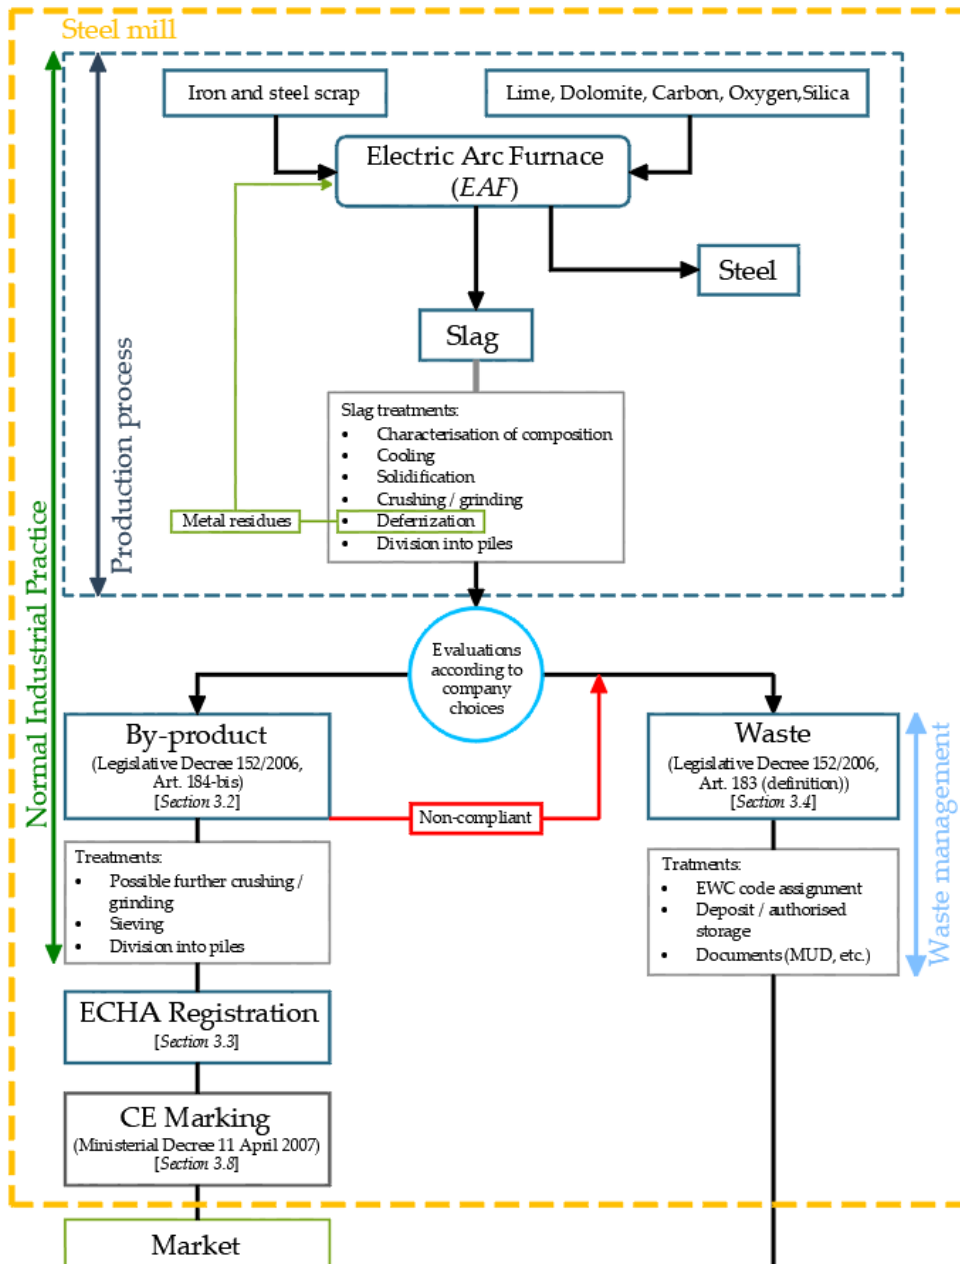 Steel mill
Iron and steel scrap
Lime, Dolomite, Carbon, Oxygen,Silica
Electric Arc Furnace
(EAF)
Steel
Slag
Slag treatments:
• Characterisation of composition
• Cooling
• Solidification
• Crushing / grinding
• Deferrization
• Division into piles
Metal residues
Production process
Normal Industrial Practice
Evaluations
according to
company
choices
By-product
(Legislative Decree 152/2006,
Art. 184-bis)
[Section 3.2]
Non-compliant
Waste
(Legislative Decree 152/2006,
Art. 183 (definition))
[Section 3.4]
Waste management
Treatments:
• Possible further crushing /
grinding
• Sieving
• Division into piles
Tratments:
• EWC code assignment
• Deposit / authorised
storage
• Documents (MUD, etc.)
ECHA Registration
[Section 3.3]
CE Marking
(Ministerial Decree 11 April 2007)
[Section 3.8]
Market